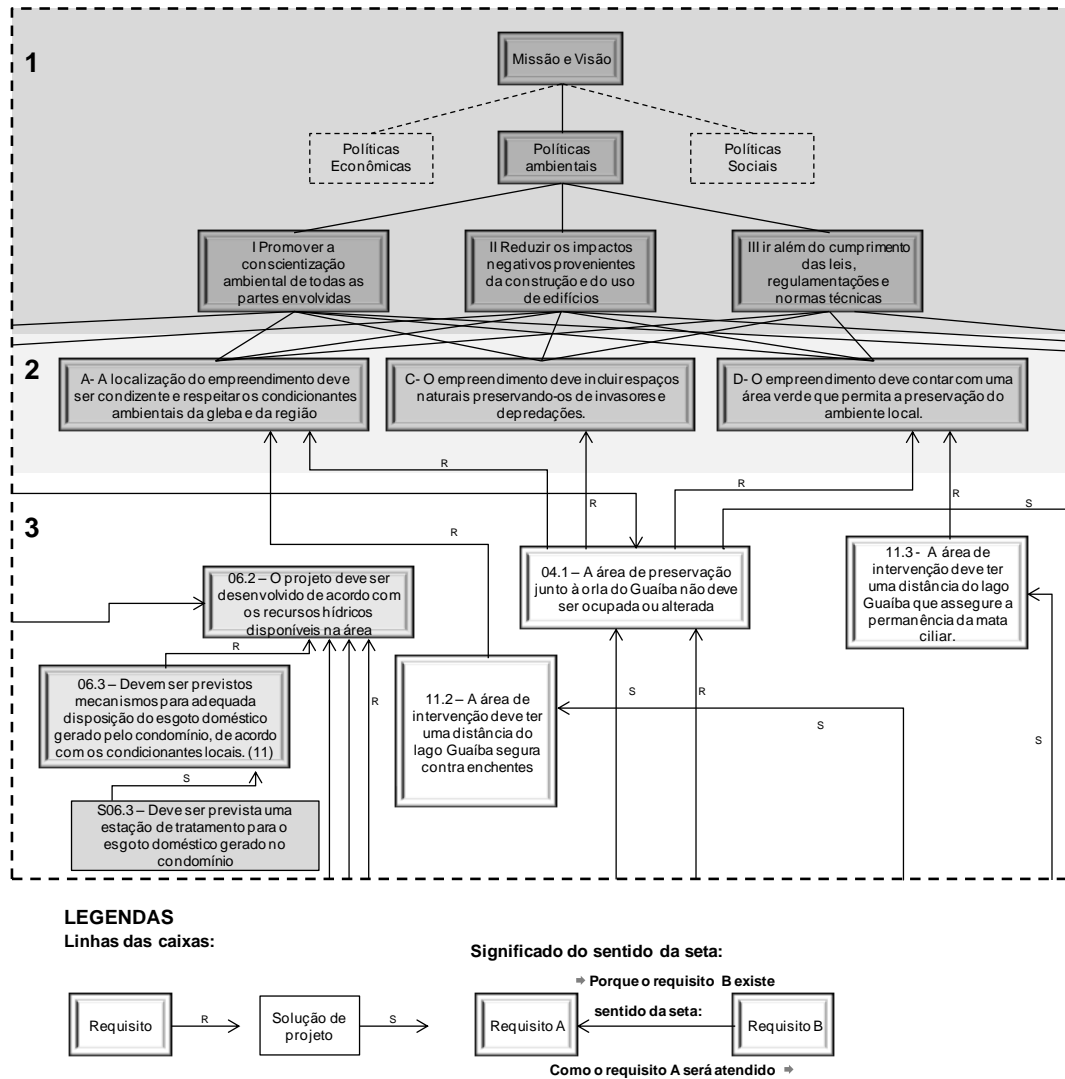 1
Missão e Visão
Políticas
Econômicas
Políticas
ambientais
Políticas
Sociais
I Promover a
conscientização
ambiental de todas as
partes envolvidas
II Reduzir os impactos
negativos provenientes
da construção e do uso
de edifícios
III ir além do cumprimento
das leis,
regulamentações e
normas técnicas
2
A- A localização do empreendimento deve
ser condizente e respeitar os condicionantes
ambientais da gleba e da região
C- O empreendimento deve incluir espaços
naturais preservando-os de invasores e
depredações.
D- O empreendimento deve contar com uma
área verde que permita a preservação do
ambiente local.
R
R
R
R
S
R
3
04.1 – A área de preservação
junto à orla do Guaíba não deve
ser ocupada ou alterada
11.3 - A área de
intervenção deve ter
uma distância do lago
Guaíba que assegure a
permanência da mata
ciliar.
06.2 – O projeto deve ser
desenvolvido de acordo com
os recursos hídricos
disponíveis na área
R
06.3 – Devem ser previstos
mecanismos para adequada
disposição do esgoto doméstico
gerado pelo condomínio, de acordo
com os condicionantes locais. (11)
R
11.2 – A área de
intervenção deve ter
uma distância do
lago Guaíba segura
contra enchentes
S
R
S
S
S
S06.3 – Deve ser prevista uma
estação de tratamento para o
esgoto doméstico gerado no
condomínio
LEGENDAS
Linhas das caixas:
Requisito
R
Solução de
projeto
S
Significado do sentido da seta:
⇒ Porque o requisito B existe
Requisito A
sentido da seta:
Requisito B
Como o requisito A será atendido ⇒